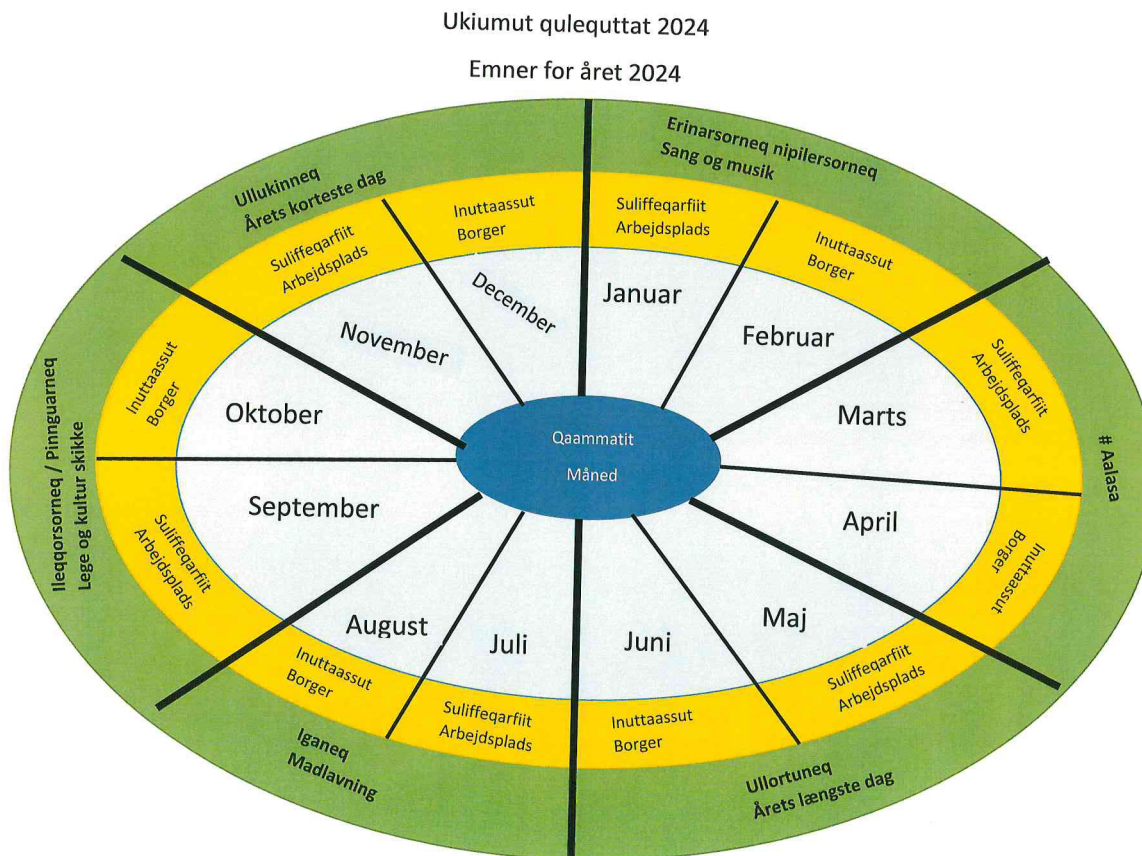 Ukiumut qulequttat 2024
Emner for året 2024
Erinarsorneq nipilersorneq
Sang og musik
# Aalasa
Ullortuneq
Årets længste dag
Iganeq
Madlavning
Ileqqorsorneq / Pinnguarneq
Lege og kultur skikke
Ullukinneq
Årets korteste dag
Suliffeqarfiit
Arbejdsplads
Inuttaassut
Borger
Suliffeqarfiit
Arbejdsplads
Inuttaassut
Borger
Suliffeqarfiit
Arbejdsplads
Inuttaassut
Borger
Suliffeqarfiit
Arbejdsplads
Inuttaassut
Borger
Suliffeqarfiit
Arbejdsplads
Inuttaassut
Borger
Suliffeqarfiit
Arbejdsplads
Inuttaassut
Borger
Januar
Februar
Marts
April
Maj
Juni
Juli
August
September
Oktober
November
December
Qaammatit
Måned